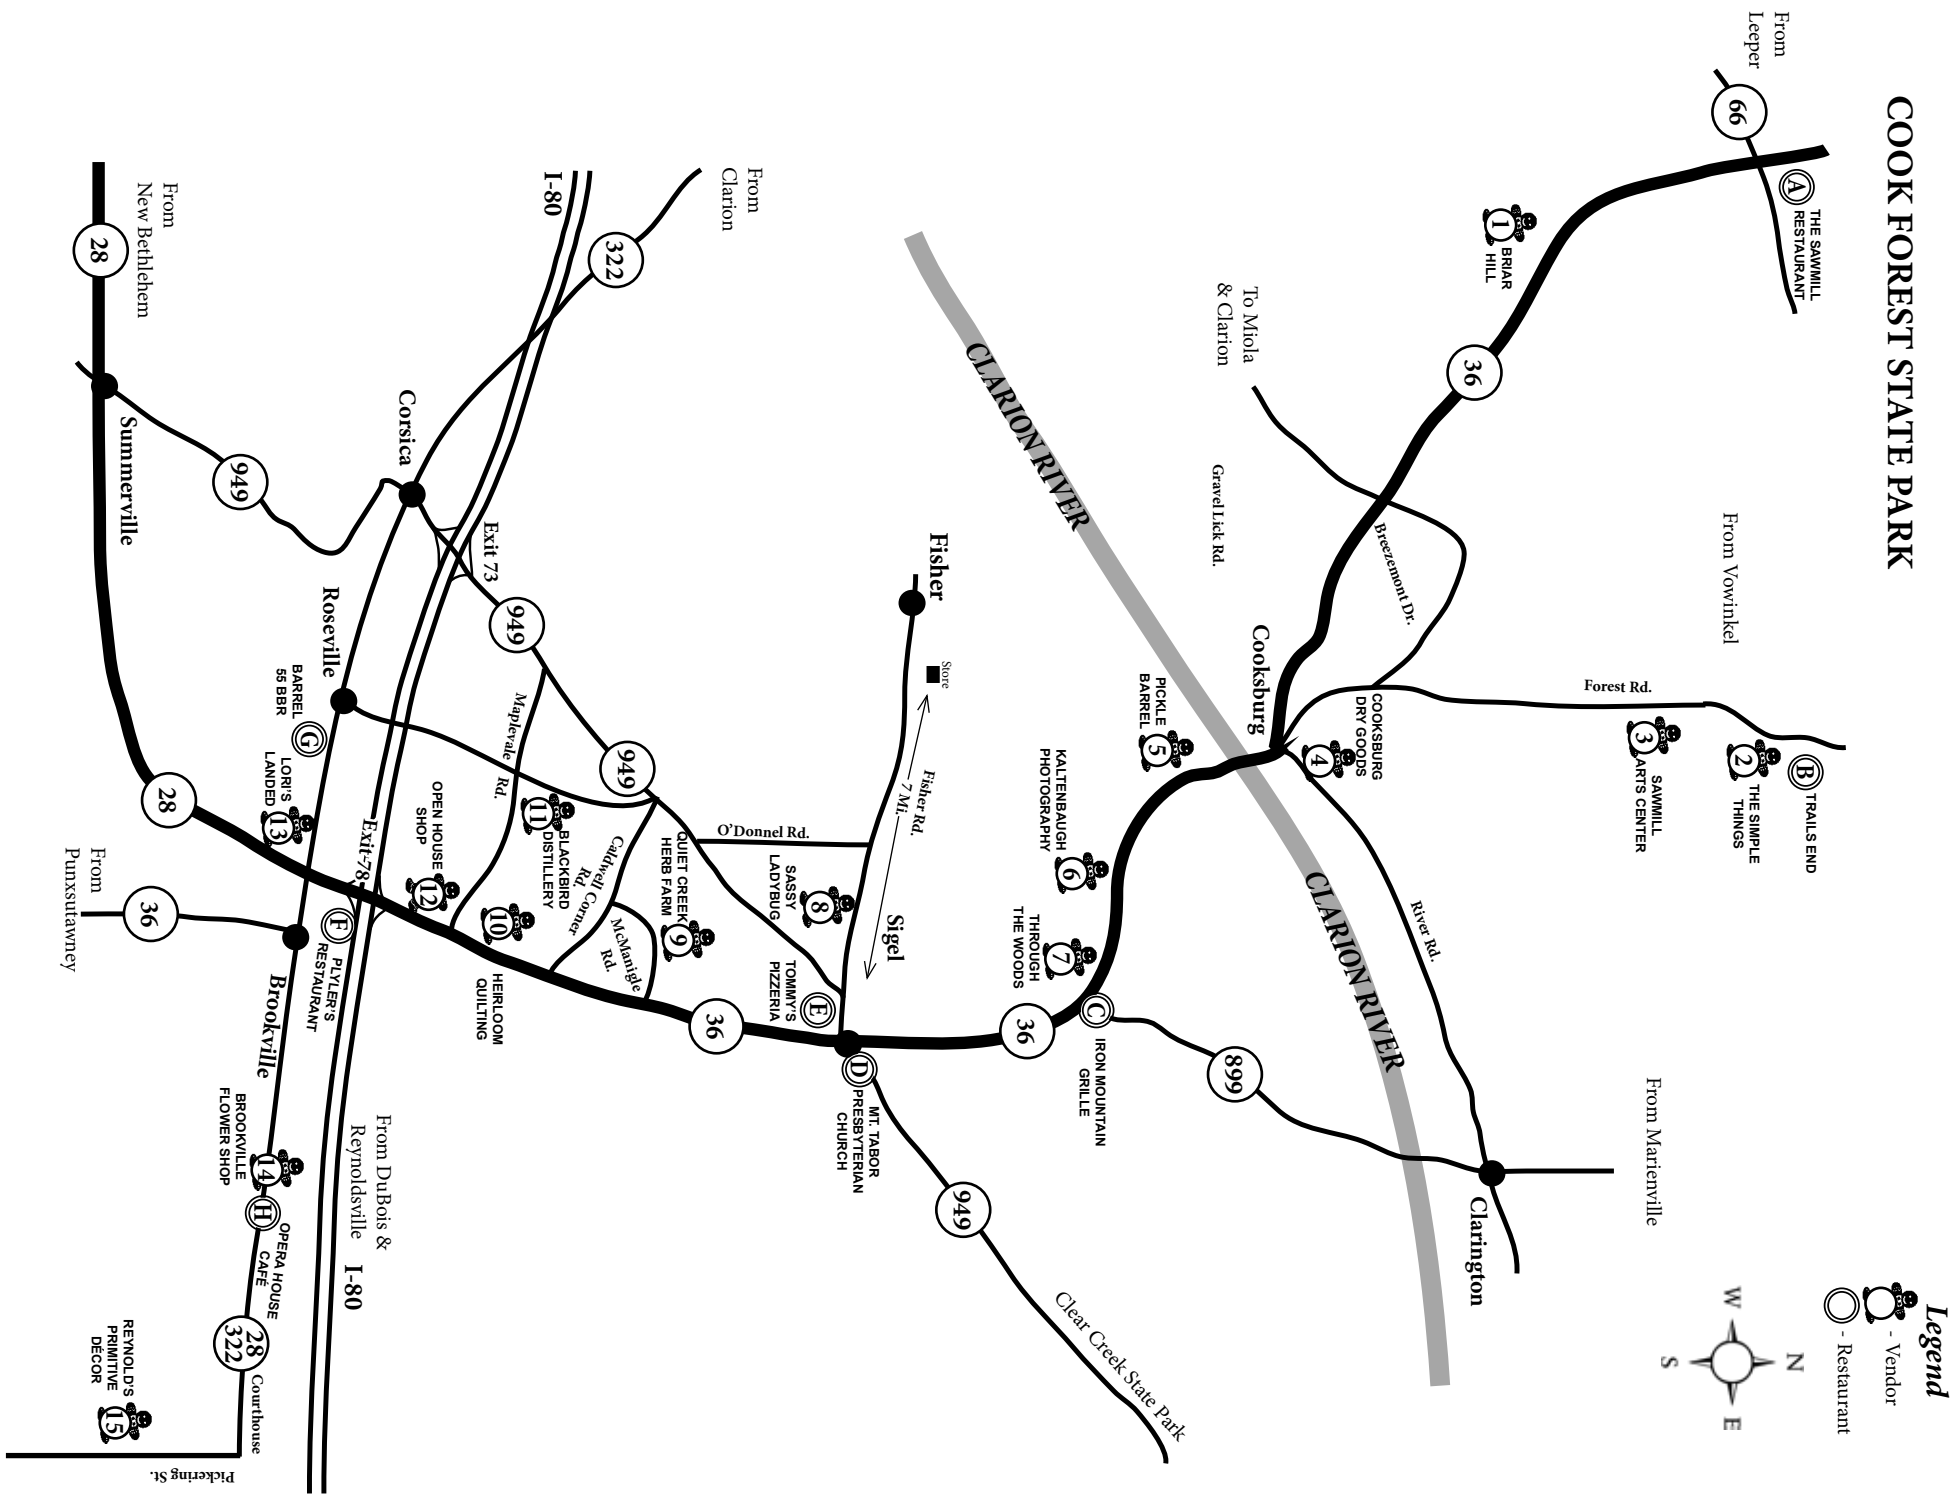 COOK FOREST STATE PARK
Legend
- Vendor
- Restaurant
N
W
E
S
From
Leeper
66
A
THE SAWMILL
RESTAURANT
1
BRIAR
HILL
36
From Vowinkel
Forest Rd.
B
TRAILS END
2
THE SIMPLE
THINGS
3
SAWMILL
ARTS CENTER
From Marienville
To Miola
& Clarion
Breezemont Dr.
Gravel Lick Rd.
Cooksburg
COOKSBURG
DRY GOODS
4
River Rd.
Clarington
CLARION RIVER
CLARION RIVER
PICKLE
BARREL
5
KALTENBAUGH
PHOTOGRAPHY
6
THROUGH
THE WOODS
7
C
IRON MOUNTAIN
GRILLE
899
36
Fisher
Store
Fisher Rd.
7 Mi.
Sigel
O'Donnel Rd.
SASSY
LADYBUG
8
TOMMY'S
PIZZERIA
E
D
MT. TABOR
PRESBYTERIAN
CHURCH
949
Clear Creek State Park
From
Clarion
322
I-80
Exit 73
949
949
Maplevale
Rd.
QUIET CREEK
HERB FARM
9
Caldwell Corner
Rd.
McManigle
Rd.
36
BLACKBIRD
DISTILLERY
11
10
HEIRLOOM
QUILTING
OPEN HOUSE
SHOP
12
Corsica
Roseville
Exit-78
F
PLYLER'S
RESTAURANT
From DuBois &
Reynoldsville
I-80
BARREL
55 BBR
G
LORI'S
LANDED
13
Brookville
BROOKVILLE
FLOWER SHOP
14
H
OPERA HOUSE
CAFÉ
28
322
Courthouse
Pickering St.
REYNOLD'S
PRIMITIVE
DÉCOR
15
From
New Bethlehem
28
Summerville
949
28
From
Punxsutawney
36